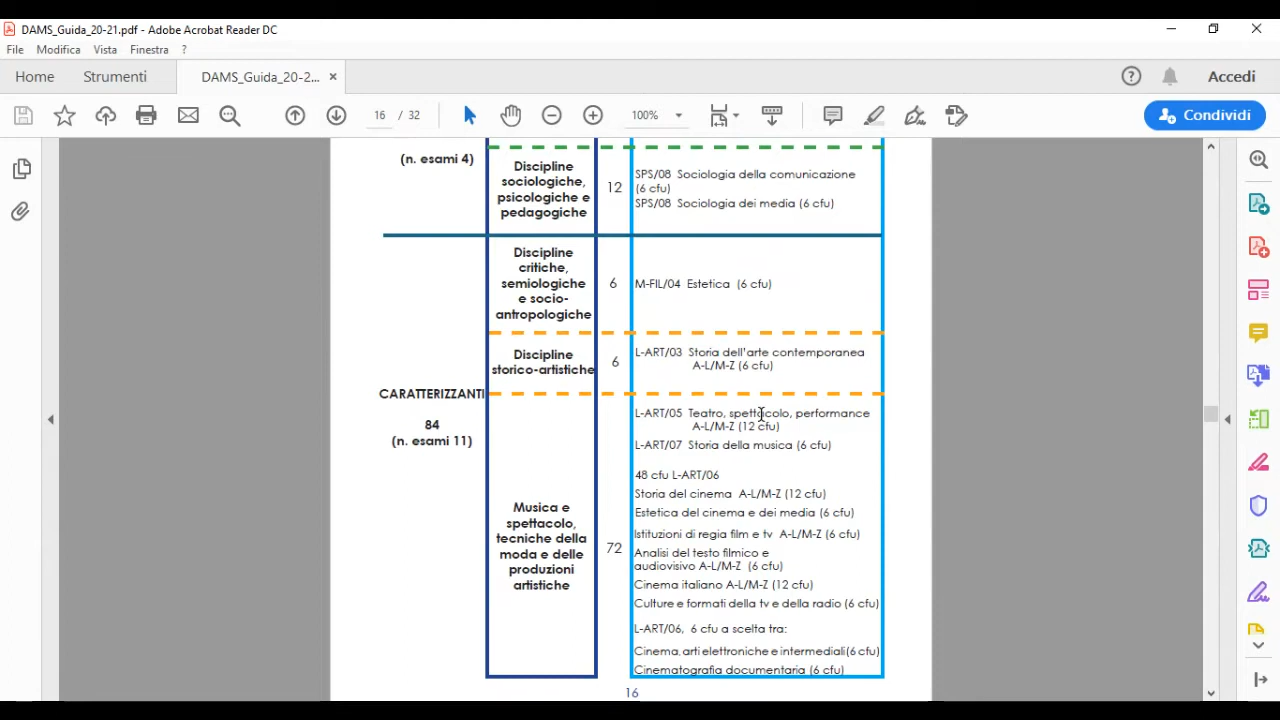 DAMS_Guida_20-21.pdf - Adobe Acrobat Reader DC
File Modifica Vista Finestra ?
Home Strumenti DAMS_Guida_20-2... × Accedi
16 / 32 100% Condividi
(n. esami 4)
Discipline
sociologiche,
psicologiche e
pedagogiche
12
SPS/08 Sociologia della comunicazione
(6 cfu)
SPS/08 Sociologia dei media (6 cfu)
Discipline
critiche,
semiologiche
e socio-
antropologiche
6
M-FIL/04 Estetica (6 cfu)
Discipline
storico-artistiche
6
L-ART/03 Storia dell'arte contemporanea
A-L/M-Z (6 cfu)
CARATTERIZZANTI
84
(n. esami 11)
Musica e
spettacolo,
tecniche della
moda e delle
produzioni
artistiche
72
L-ART/05 Teatro, spettacolo, performance
A-L/M-Z (12 cfu)
L-ART/07 Storia della musica (6 cfu)
48 cfu L-ART/06
Storia del cinema A-L/M-Z (12 cfu)
Estetica del cinema e dei media (6 cfu)
Istituzioni di regia film e tv A-L/M-Z (6 cfu)
Analisi del testo filmico e
audiovisivo A-L/M-Z (6 cfu)
Cinema italiano A-L/M-Z (12 cfu)
Culture e formati della tv e della radio (6 cfu)
L-ART/06, 6 cfu a scelta tra:
Cinema, arti elettroniche e intermediali(6 cfu)
Cinematografia documentaria (6 cfu)
16